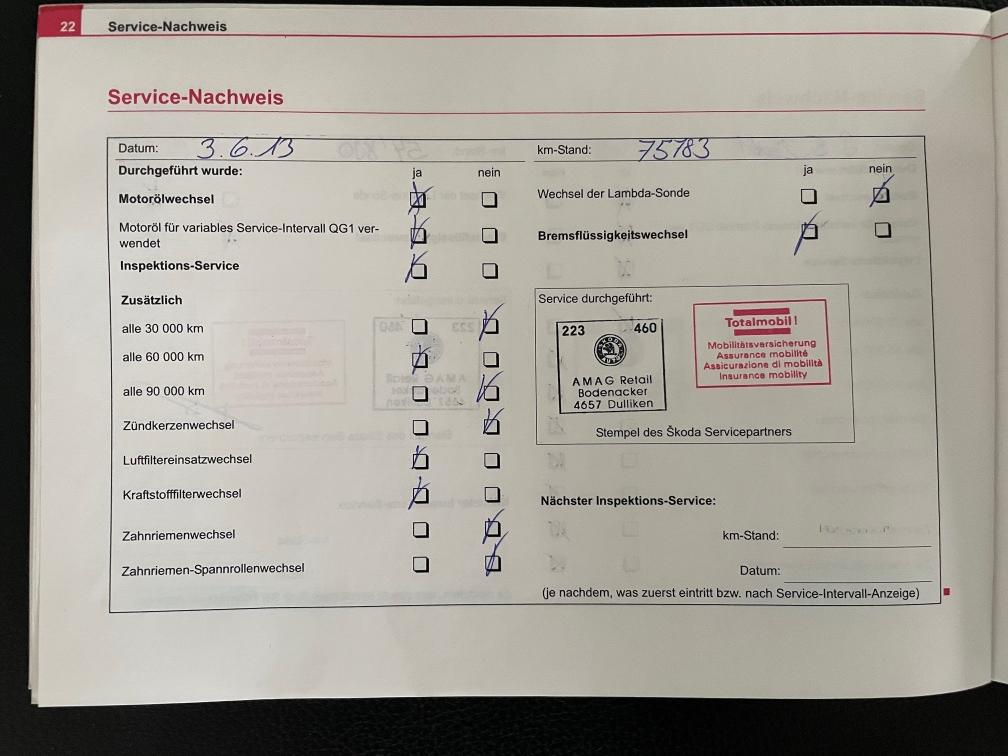 22 Service-Nachweis
Service-Nachweis
Datum: 3.6.13
km-Stand: 75783
Durchgeführt wurde: ja nein
ja nein
Motorölwechsel
Wechsel der Lambda-Sonde
Motoröl für variables Service-Intervall QG1 ver-
wendet
Bremsflüssigkeitswechsel
Inspektions-Service
Zusätzlich
alle 30 000 km
alle 60 000 km
alle 90 000 km
Zündkerzenwechsel
Luftfiltereinsatzwechsel
Kraftstofffilterwechsel
Zahnriemenwechsel
Zahnriemen-Spannrollenwechsel
Service durchgeführt:
223 460
AMAG Retail
Bodenacker
4657 Dulliken
Totalmobil!
Mobilitätsversicherung
Assurance mobilité
Assicurazione di mobilità
Insurance mobility
Stempel des Škoda Servicepartners
Nächster Inspektions-Service:
km-Stand:
Datum:
(je nachdem, was zuerst eintritt bzw. nach Service-Intervall-Anzeige)